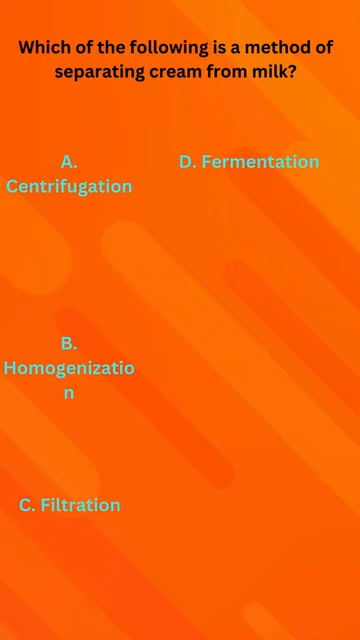 Which of the following is a method of
separating cream from milk?
A.
Centrifugation
D. Fermentation
B.
Homogenizatio
n
C. Filtration